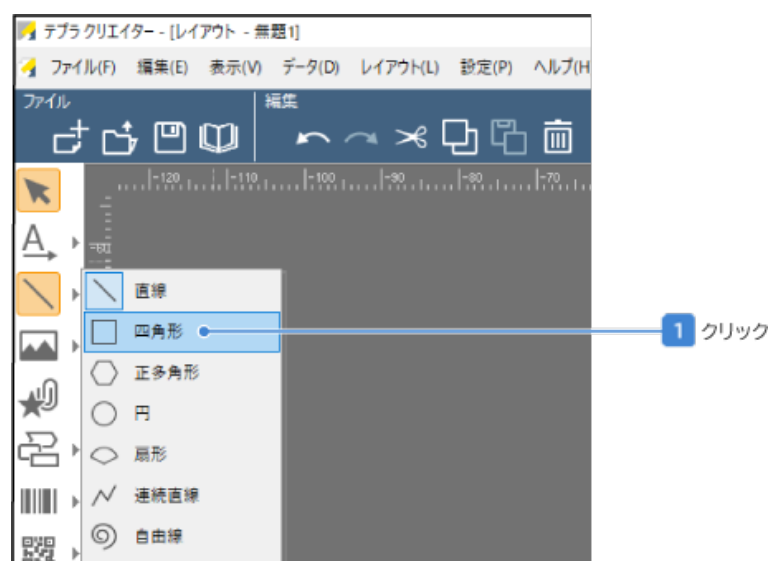 テプラ クリエイター - [レイアウト - 無題1]
ファイル(F) 編集(E) 表示(V) データ(D) レイアウト(L) 設定(P) ヘルプ(H
ファイル 編集
-120 -110 -100 -90 -80 -70
A
直線
四角形
1 クリック
正多角形
円
扇形
連続直線
自由線